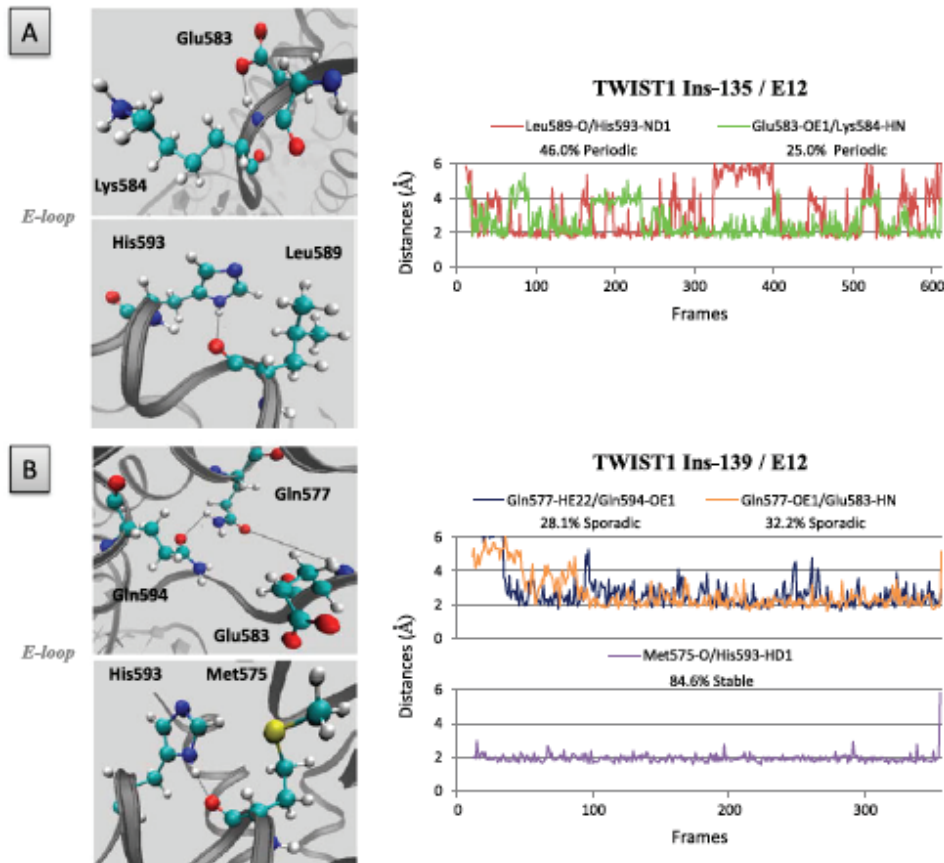 A
Glu583
Lys584
E-loop
His593
Leu589
TWIST1 Ins-135 / E12
Leu589-O/His593-ND1 Glu583-OE1/Lys584-HN
46.0% Periodic 25.0% Periodic
6
4
2
0
Distances (Å)
0 100 200 300 400 500 600
Frames
B
Gln577
Gln594
Glu583
E-loop
His593 Met575
TWIST1 Ins-139 / E12
Gln577-HE22/Gln594-OE1 Gln577-OE1/Glu583-HN
28.1% Sporadic 32.2% Sporadic
6
4
2
0
Distances (Å)
Met575-O/His593-HD1
84.6% Stable
6
4
2
0
0 100 200 300
Frames